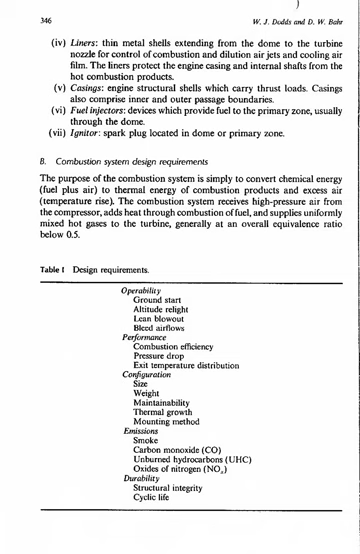 346
W. J. Dodds and D. W. Bahr
(iv) Liners: thin metal shells extending from the dome to the turbine
nozzle for control of combustion and dilution air jets and cooling air
film. The liners protect the engine casing and internal shafts from the
hot combustion products.
(v) Casings: engine structural shells which carry thrust loads. Casings
also comprise inner and outer passage boundaries.
(vi) Fuel injectors: devices which provide fuel to the primary zone, usually
through the dome.
(vii) Ignitor: spark plug located in dome or primary zone.
B. Combustion system design requirements
The purpose of the combustion system is simply to convert chemical energy
(fuel plus air) to thermal energy of combustion products and excess air
(temperature rise). The combustion system receives high-pressure air from
the compressor, adds heat through combustion of fuel, and supplies uniformly
mixed hot gases to the turbine, generally at an overall equivalence ratio
below 0.5.
Table I Design requirements.
Operability
Ground start
Altitude relight
Lean blowout
Bleed airflows
Performance
Combustion efficiency
Pressure drop
Exit temperature distribution
Configuration
Size
Weight
Maintainability
Thermal growth
Mounting method
Emissions
Smoke
Carbon monoxide (CO)
Unburned hydrocarbons (UHC)
Oxides of nitrogen (NOx)
Durability
Structural integrity
Cyclic life